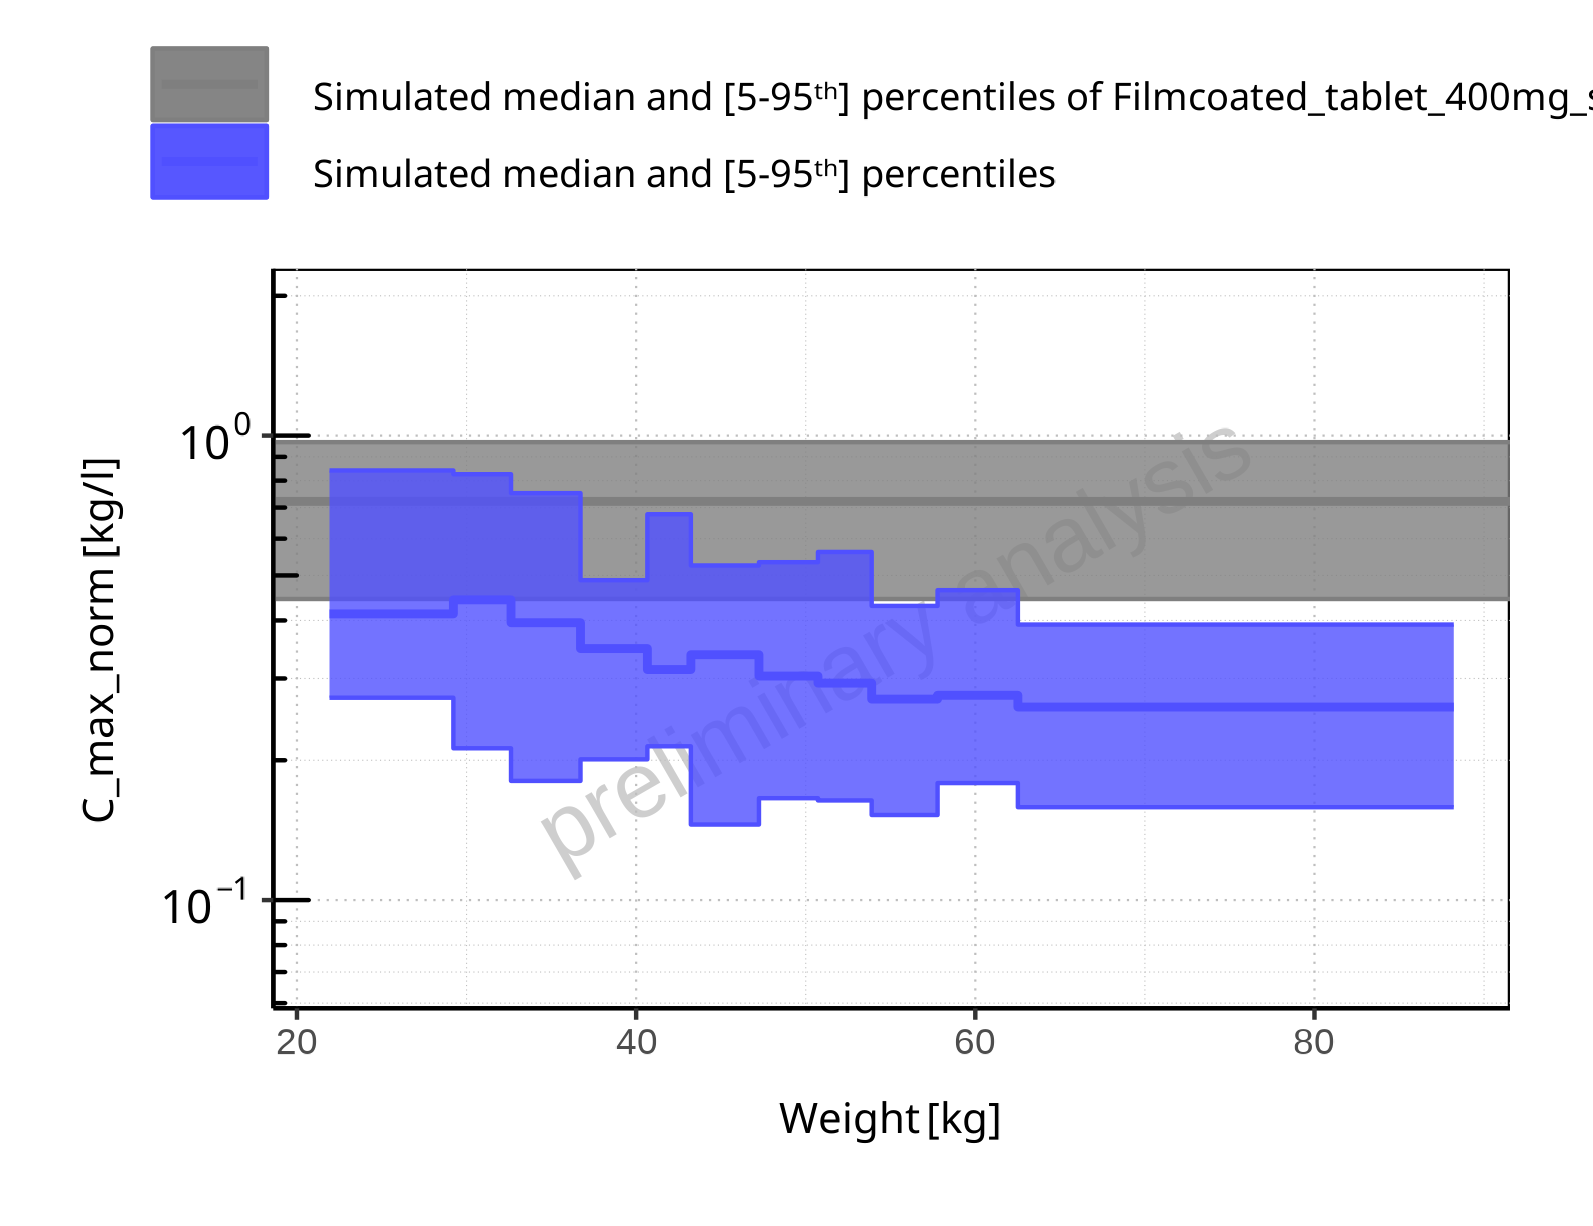 Simulated median and [5-95th] percentiles of Filmcoated_tablet_400mg_s
Simulated median and [5-95th] percentiles
C_max_norm [kg/l]
10^0
10^−1
preliminary analysis
20 40 60 80
Weight [kg]